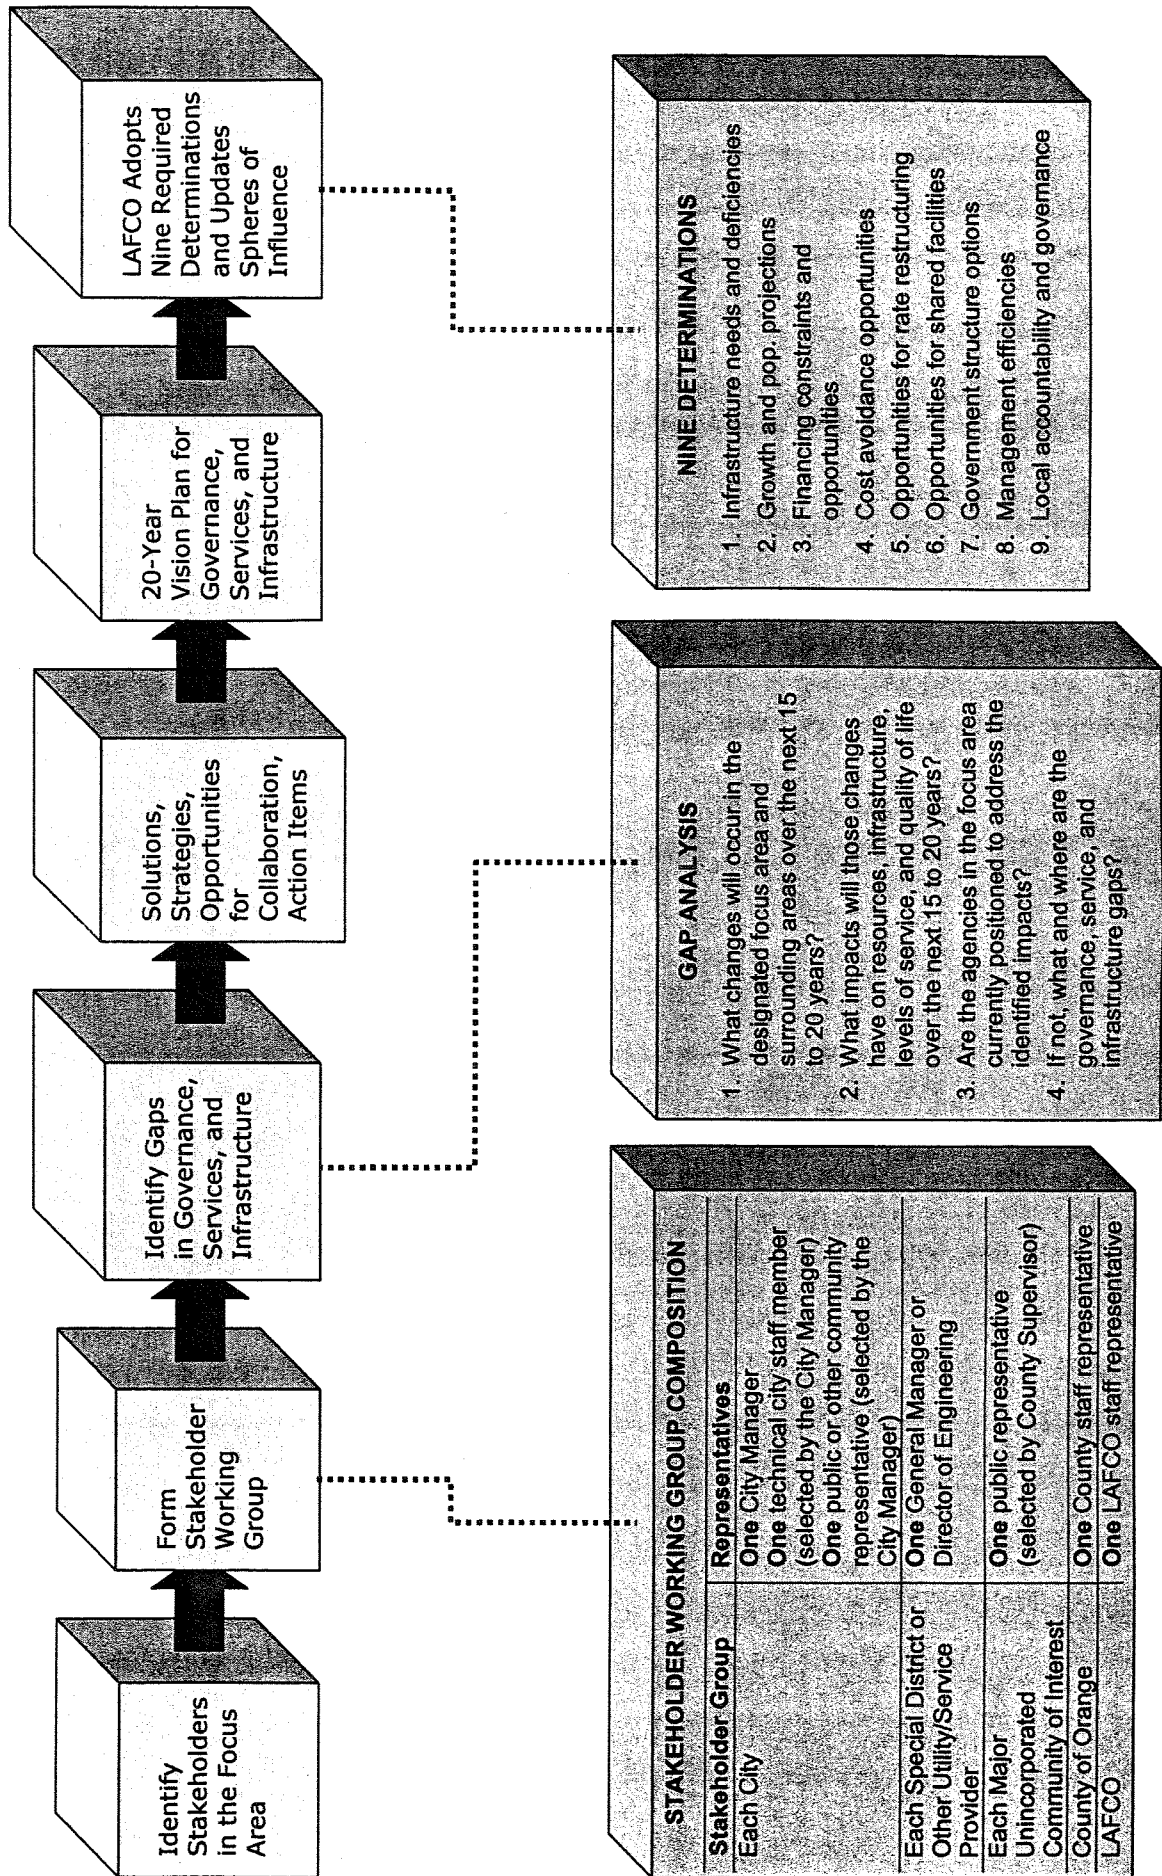 Identify
Stakeholders
in the Focus
Area
Form
Stakeholder
Working
Group
Identify Gaps
in Governance,
Services, and
Infrastructure
Solutions,
Strategies,
Opportunities
for
Collaboration,
Action Items
20-Year
Vision Plan for
Governance,
Services, and
Infrastructure
LAFCO Adopts
Nine Required
Determinations
and Updates
Spheres of
Influence
STAKEHOLDER WORKING GROUP COMPOSITION
Stakeholder Group Representatives
Each City One City Manager
One technical city staff member
(selected by the City Manager)
One public or other community
representative (selected by the
City Manager)
Each Special District or One General Manager or
Other Utility/Service Director of Engineering
Provider
Each Major One public representative
Unincorporated (selected by County Supervisor)
Community of Interest
County of Orange One County staff representative
LAFCO One LAFCO staff representative
GAP ANALYSIS
1. What changes will occur in the
designated focus area and
surrounding areas over the next 15
to 20 years?
2. What impacts will those changes
have on resources, infrastructure,
levels of service, and quality of life
over the next 15 to 20 years?
3. Are the agencies in the focus area
currently positioned to address the
identified impacts?
4. If not, what and where are the
governance, service, and
infrastructure gaps?
NINE DETERMINATIONS
1. Infrastructure needs and deficiencies
2. Growth and pop. projections
3. Financing constraints and
opportunities
4. Cost avoidance opportunities
5. Opportunities for rate restructuring
6. Opportunities for shared facilities
7. Government structure options
8. Management efficiencies
9. Local accountability and governance